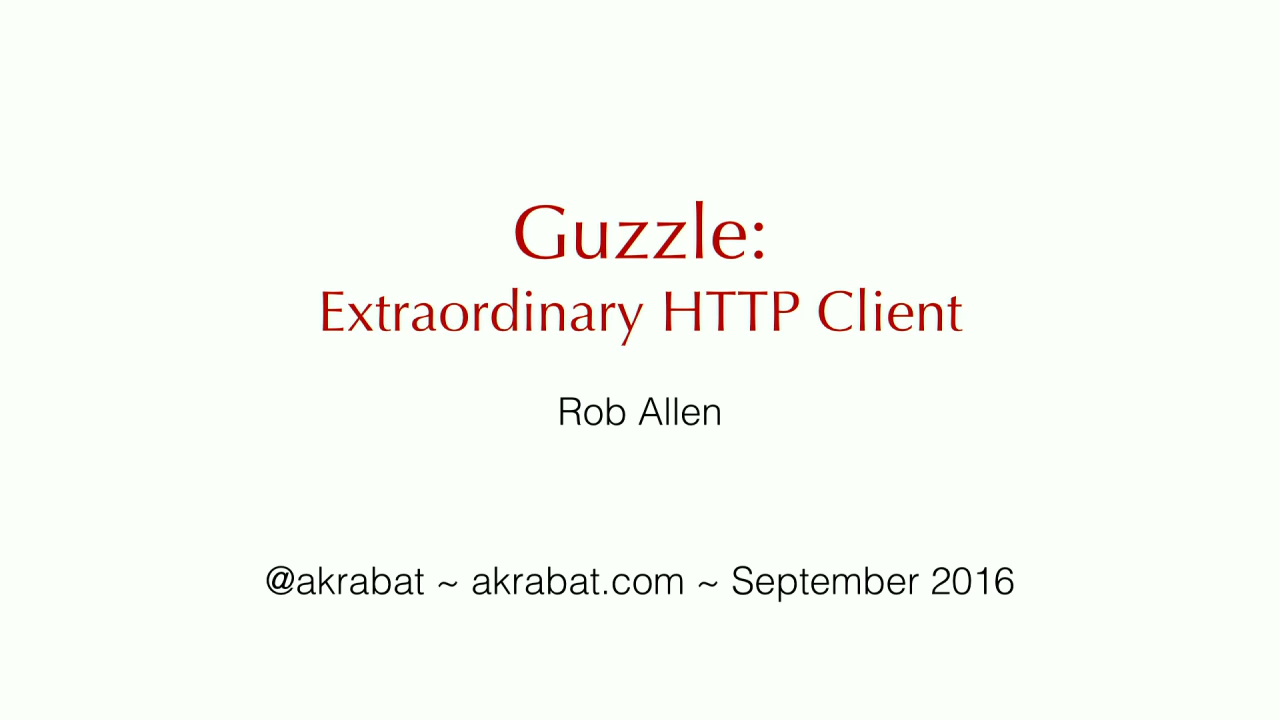 Guzzle:
Extraordinary HTTP Client
Rob Allen
@akrabat ~ akrabat.com ~ September 2016